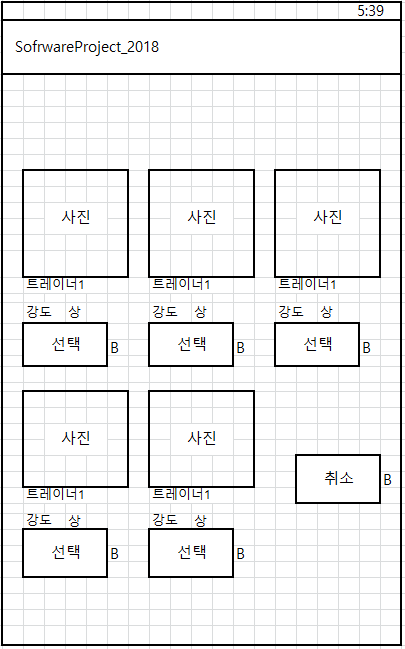 5:39
SofrwareProject_2018
사진 사진 사진
트레이너1 트레이너1 트레이너1
강도 상 강도 상 강도 상
선택 B 선택 B 선택 B
사진 사진
취소 B
트레이너1 트레이너1
강도 상 강도 상
선택 B 선택 B